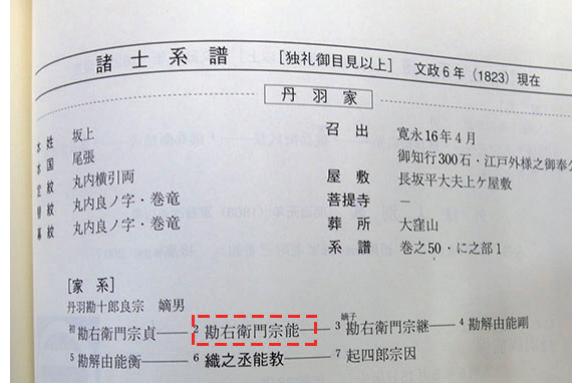 諸士系譜 [独礼御目見以上] 文政6年(1823)現在
丹羽家
本姓 坂上
本国 尾張
定紋 丸内横引両
替紋 丸内良ノ字・巻竜
幕紋 丸内良ノ字・巻竜
召出 寛永16年4月
御知行300石・江戸外様之御奉公
屋敷 長坂平大夫上ケ屋敷
菩提寺 −
葬所 大窪山
系譜 巻之50・に之部1
[家系]
丹羽勘十郎良宗 嫡男
初勘右衛門宗貞──2勘右衛門宗能──3嫡子勘右衛門宗継──4勘解由能剛
5勘解由能衡──6織之丞能教──7起四郎宗因